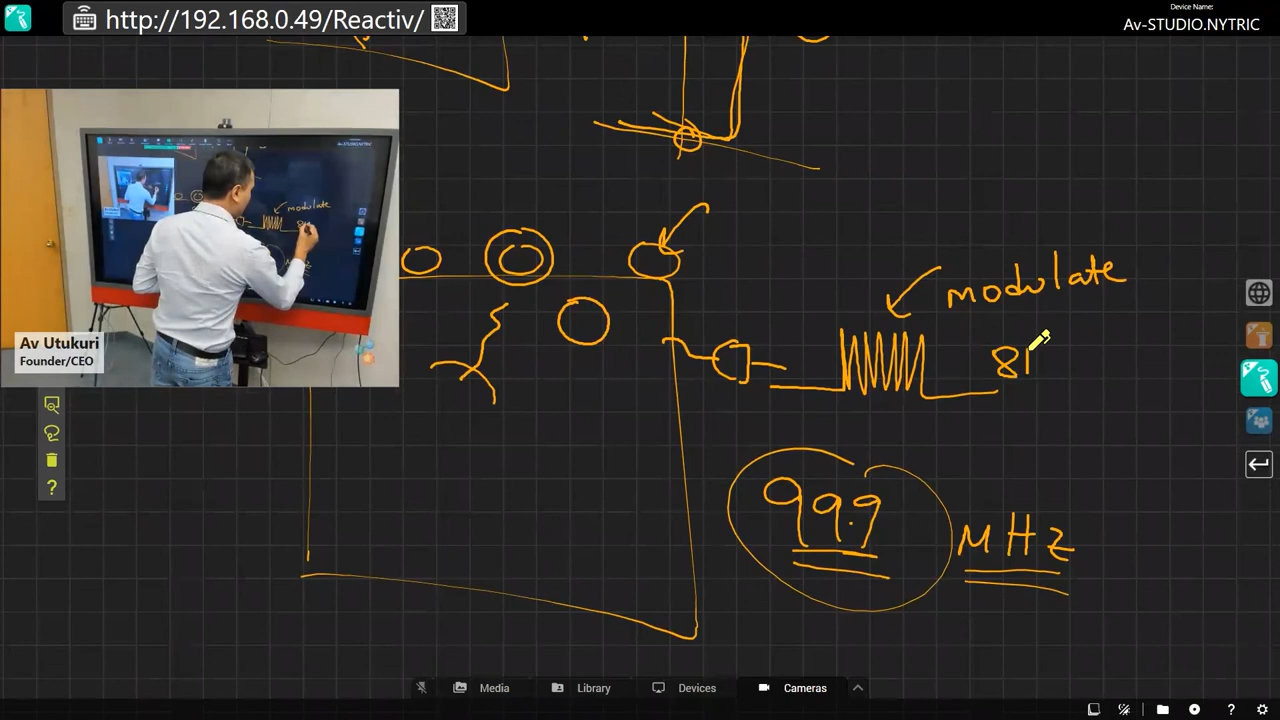 Device Name:
http://192.168.0.49/Reactiv/
Av-STUDIO.NYTRIC
modulate
81
99.9
MHz
Av Utukuri
Founder/CEO
?
Media
Library
Devices
Cameras
?